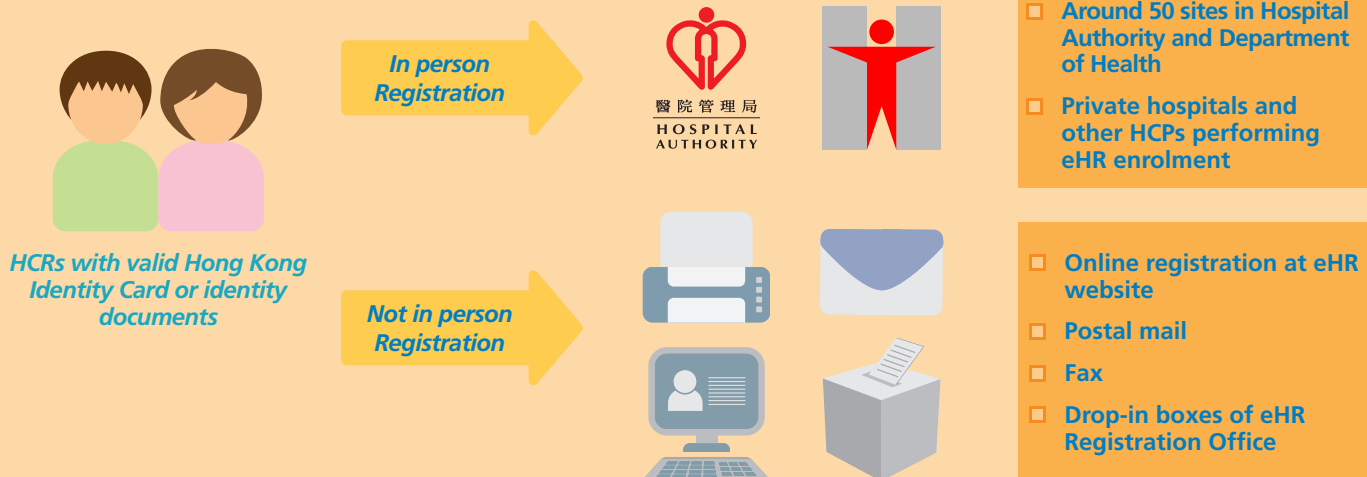 HCRs with valid Hong Kong
Identity Card or identity
documents
In person
Registration
醫院管理局
HOSPITAL
AUTHORITY
Around 50 sites in Hospital
Authority and Department
of Health
Private hospitals and
other HCPs performing
eHR enrolment
Not in person
Registration
Online registration at eHR
website
Postal mail
Fax
Drop-in boxes of eHR
Registration Office